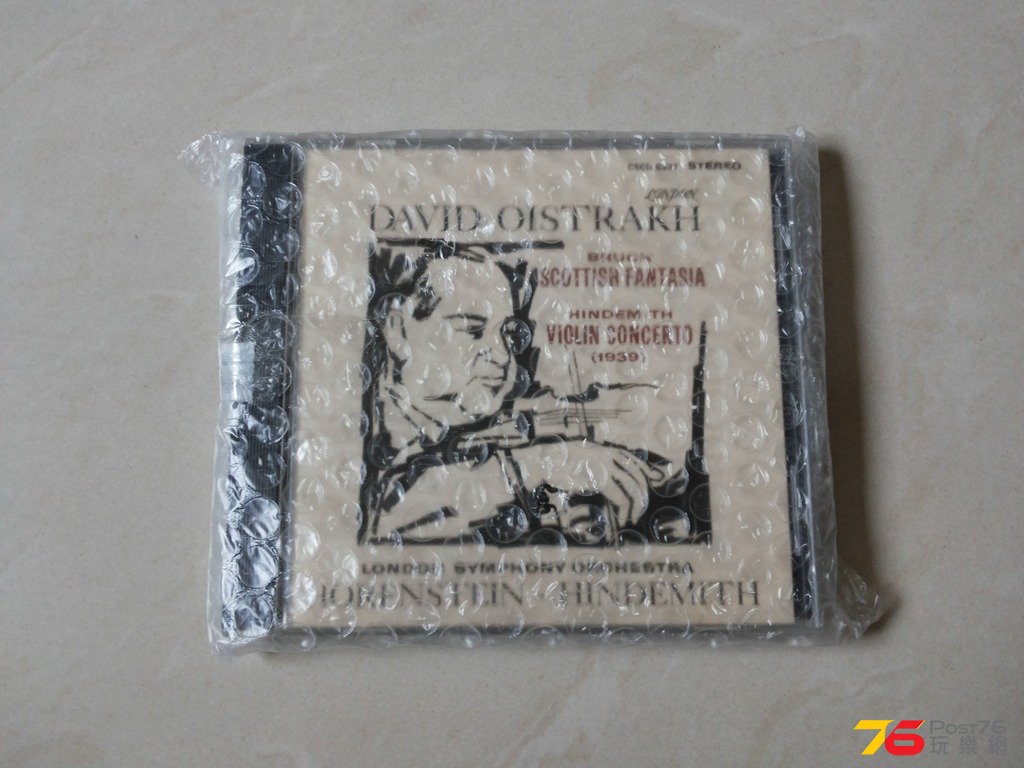 STEREO
LONDON
DAVID OISTRAKH
BRUCH
SCOTTISH FANTASIA
HINDEMITH
VIOLIN CONCERTO
(1939)
LONDON SYMPHONY ORCHESTRA
HORENSTEIN · HINDEMITH
76 Post76
玩樂網